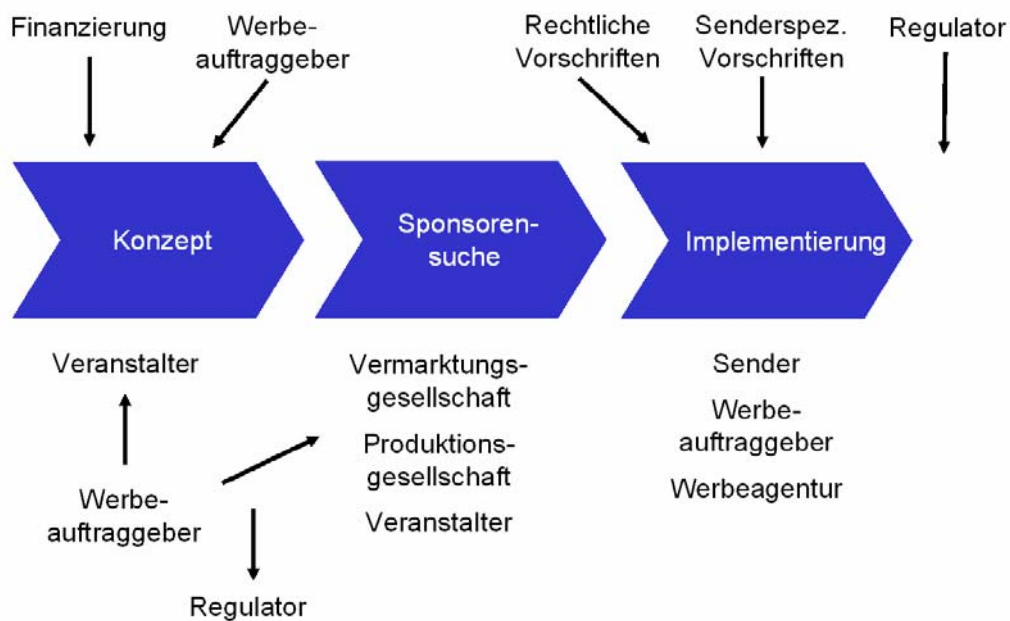 Finanzierung
Werbe-
auftraggeber
Rechtliche
Vorschriften
Senderspez.
Vorschriften
Regulator
Konzept
Sponsoren-
suche
Implementierung
Veranstalter
Werbe-
auftraggeber
Regulator
Vermarktungs-
gesellschaft
Produktions-
gesellschaft
Veranstalter
Sender
Werbe-
auftraggeber
Werbeagentur